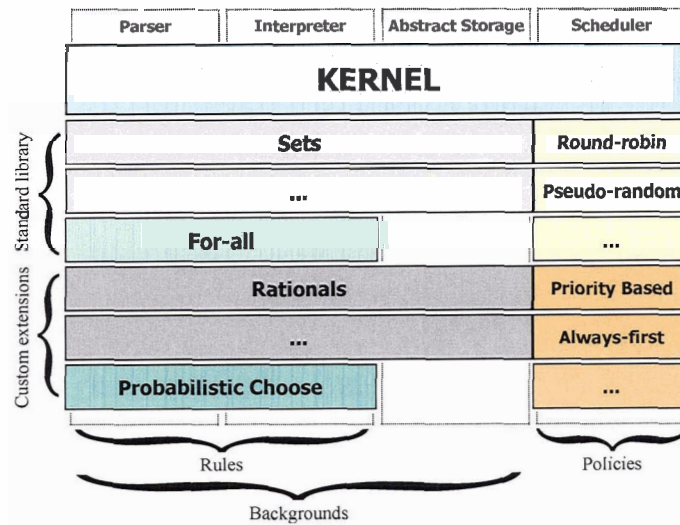 Parser Interpreter Abstract Storage Scheduler
KERNEL
Standard library
Sets Round-robin
... Pseudo-random
For-all ...
Custom extensions
Rationals Priority Based
... Always-first
Probabilistic Choose ...
Rules Policies
Backgrounds